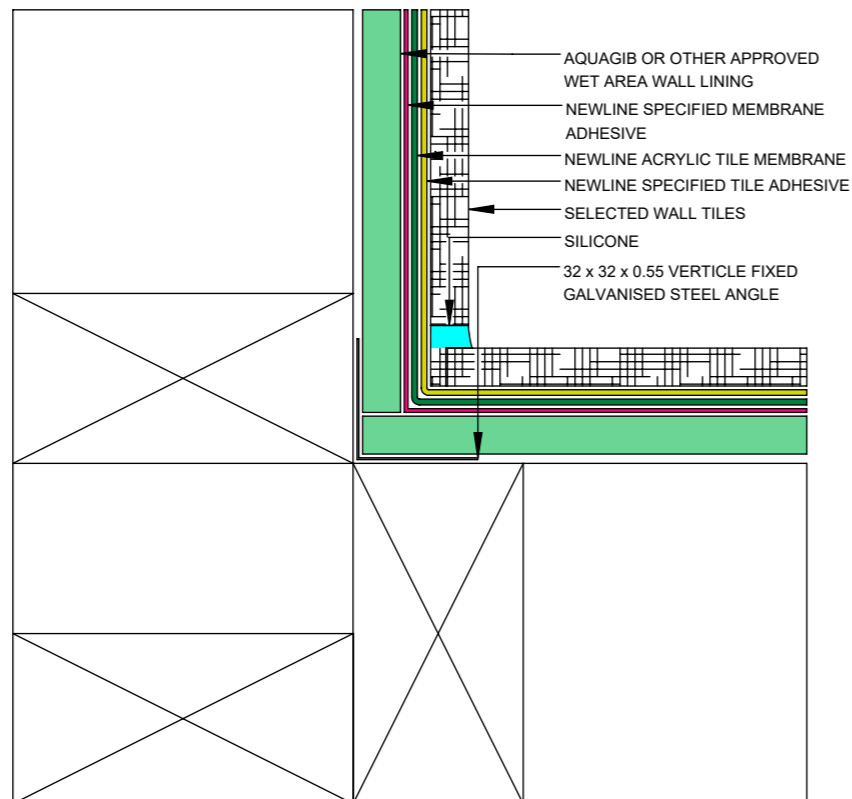 AQUAGIB OR OTHER APPROVED
WET AREA WALL LINING
NEWLINE SPECIFIED MEMBRANE
ADHESIVE
NEWLINE ACRYLIC TILE MEMBRANE
NEWLINE SPECIFIED TILE ADHESIVE
SELECTED WALL TILES
SILICONE
32 x 32 x 0.55 VERTICLE FIXED
GALVANISED STEEL ANGLE